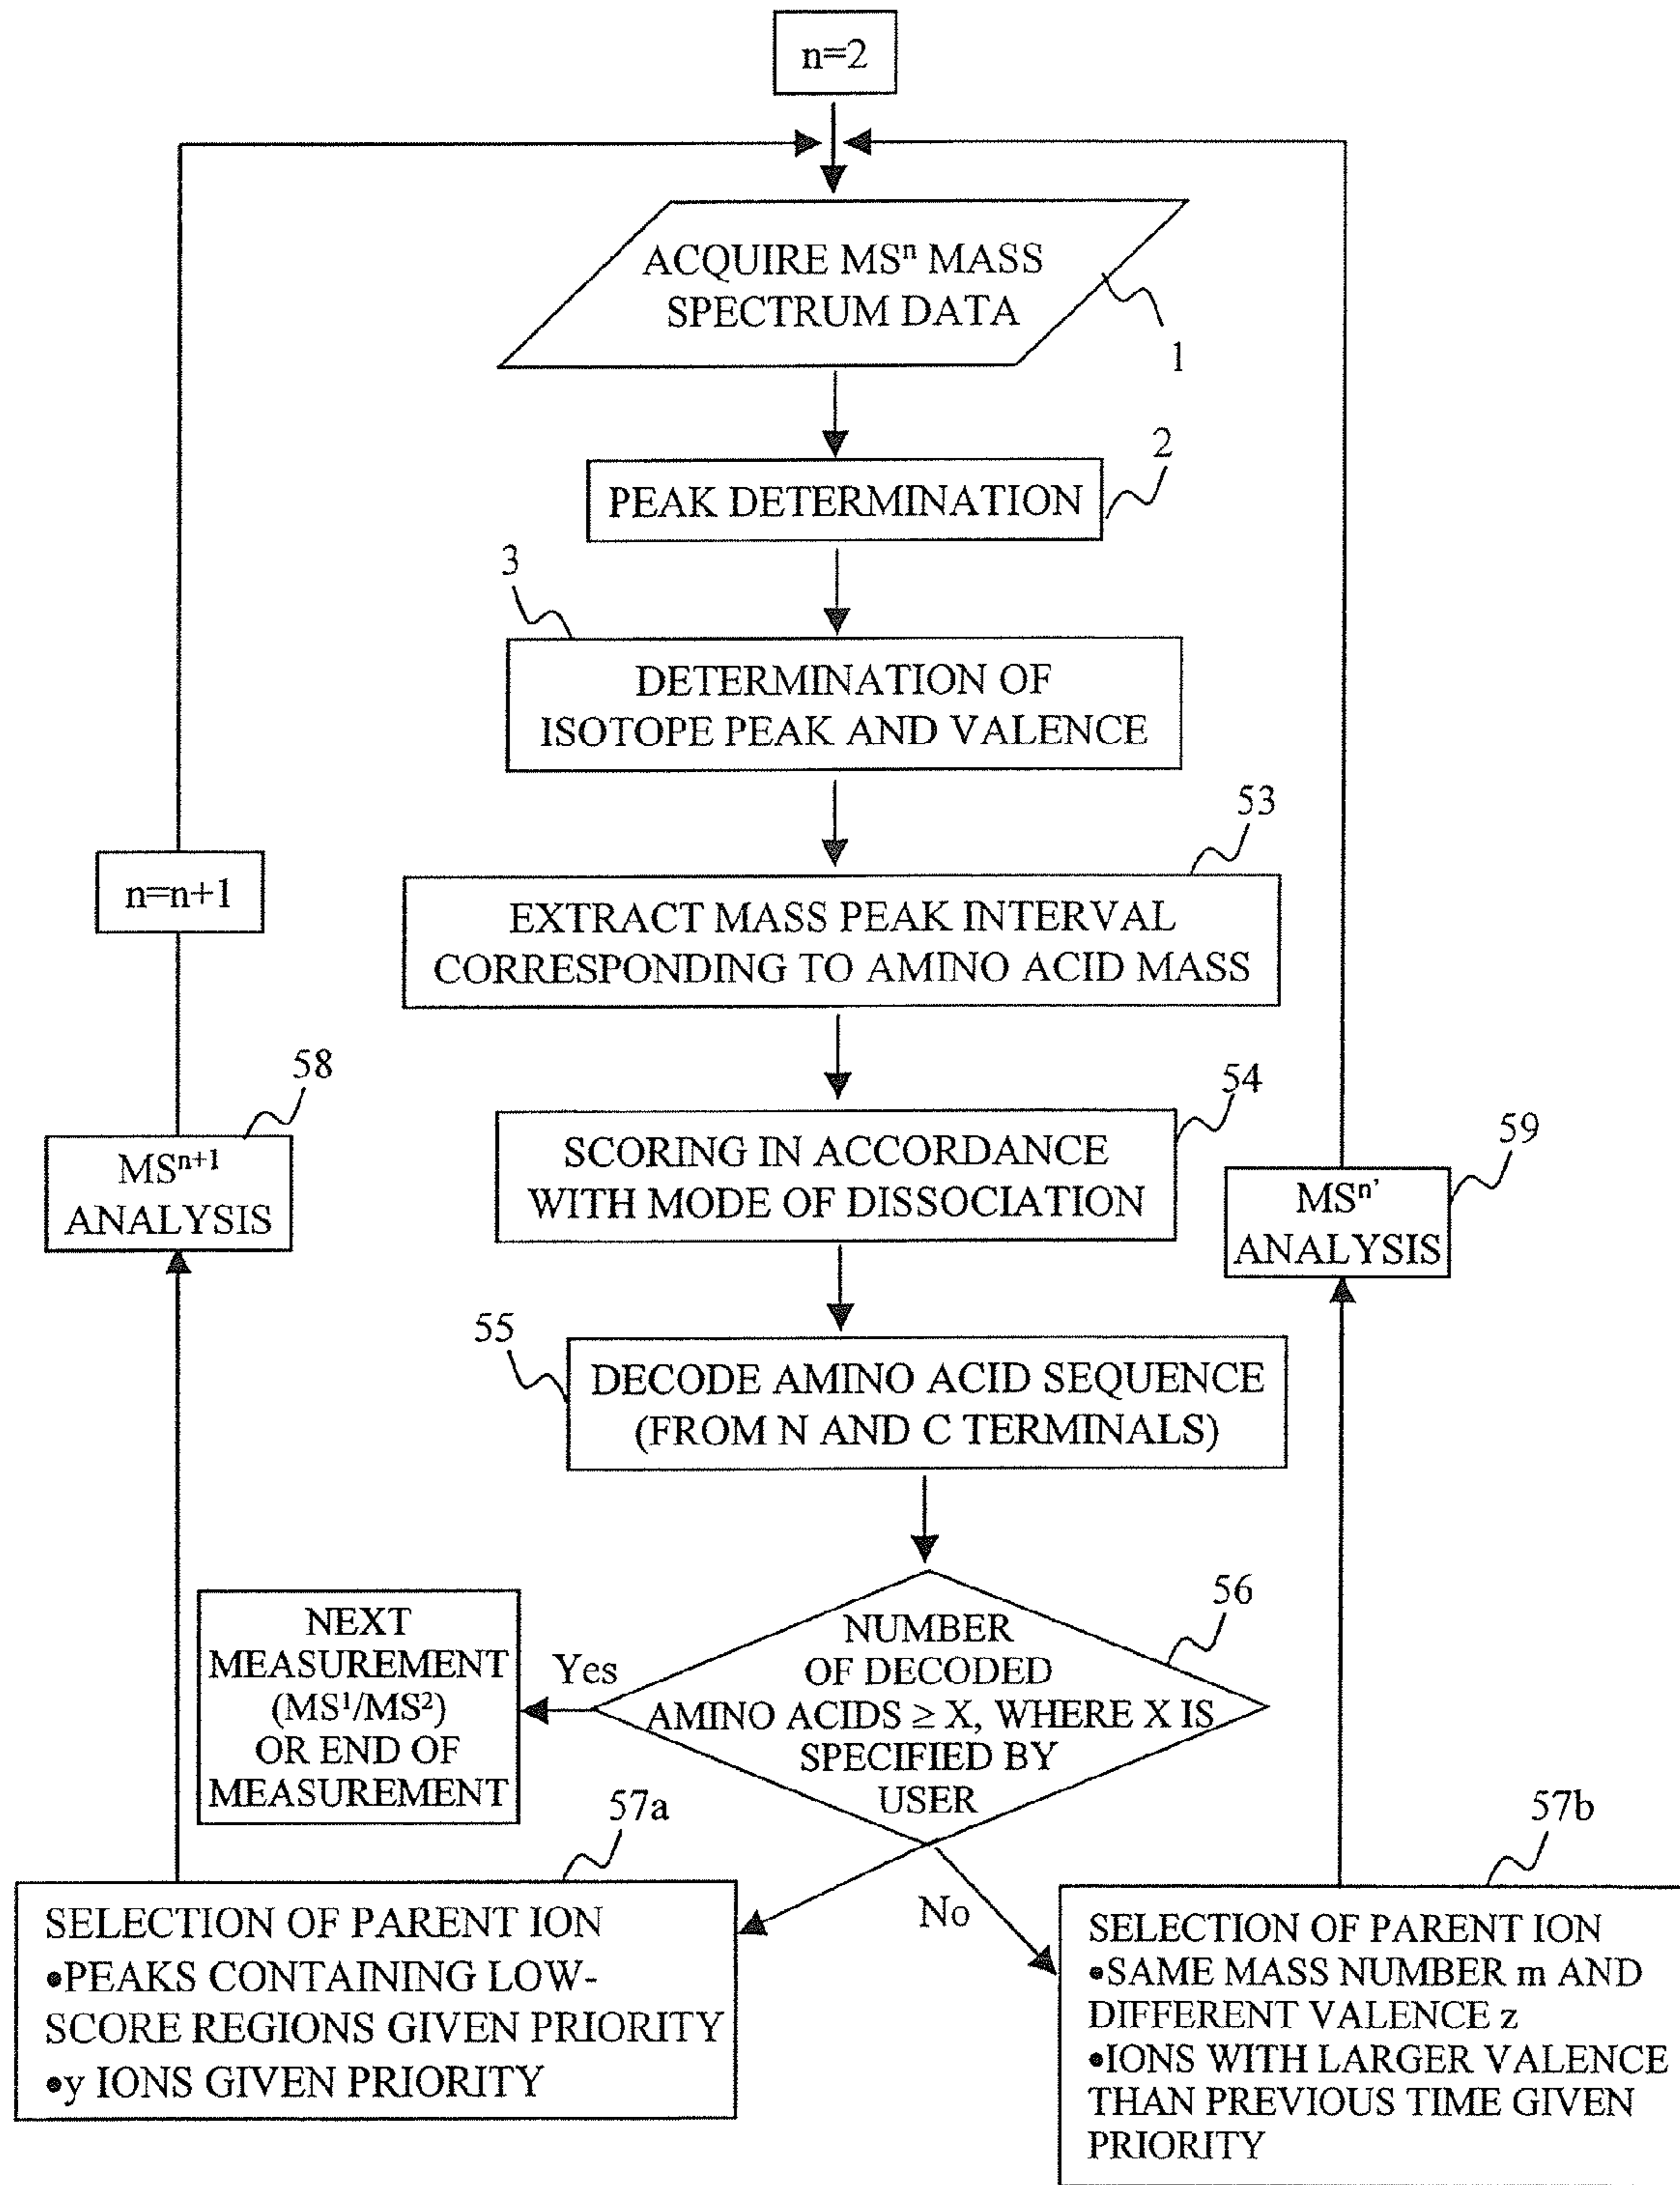 n=2
ACQUIRE MSⁿ MASS
SPECTRUM DATA
1
PEAK DETERMINATION
2
3
DETERMINATION OF
ISOTOPE PEAK AND VALENCE
53
EXTRACT MASS PEAK INTERVAL
CORRESPONDING TO AMINO ACID MASS
n=n+1
54
SCORING IN ACCORDANCE
WITH MODE OF DISSOCIATION
58
MSⁿ⁺¹
ANALYSIS
59
MSⁿ’
ANALYSIS
55
DECODE AMINO ACID SEQUENCE
(FROM N AND C TERMINALS)
56
NUMBER
OF DECODED
AMINO ACIDS ≥ X, WHERE X IS
SPECIFIED BY
USER
Yes
NEXT
MEASUREMENT
(MS¹/MS²)
OR END OF
MEASUREMENT
No
57a
SELECTION OF PARENT ION
•PEAKS CONTAINING LOW-
SCORE REGIONS GIVEN PRIORITY
•y IONS GIVEN PRIORITY
57b
SELECTION OF PARENT ION
•SAME MASS NUMBER m AND
DIFFERENT VALENCE z
•IONS WITH LARGER VALENCE
THAN PREVIOUS TIME GIVEN
PRIORITY